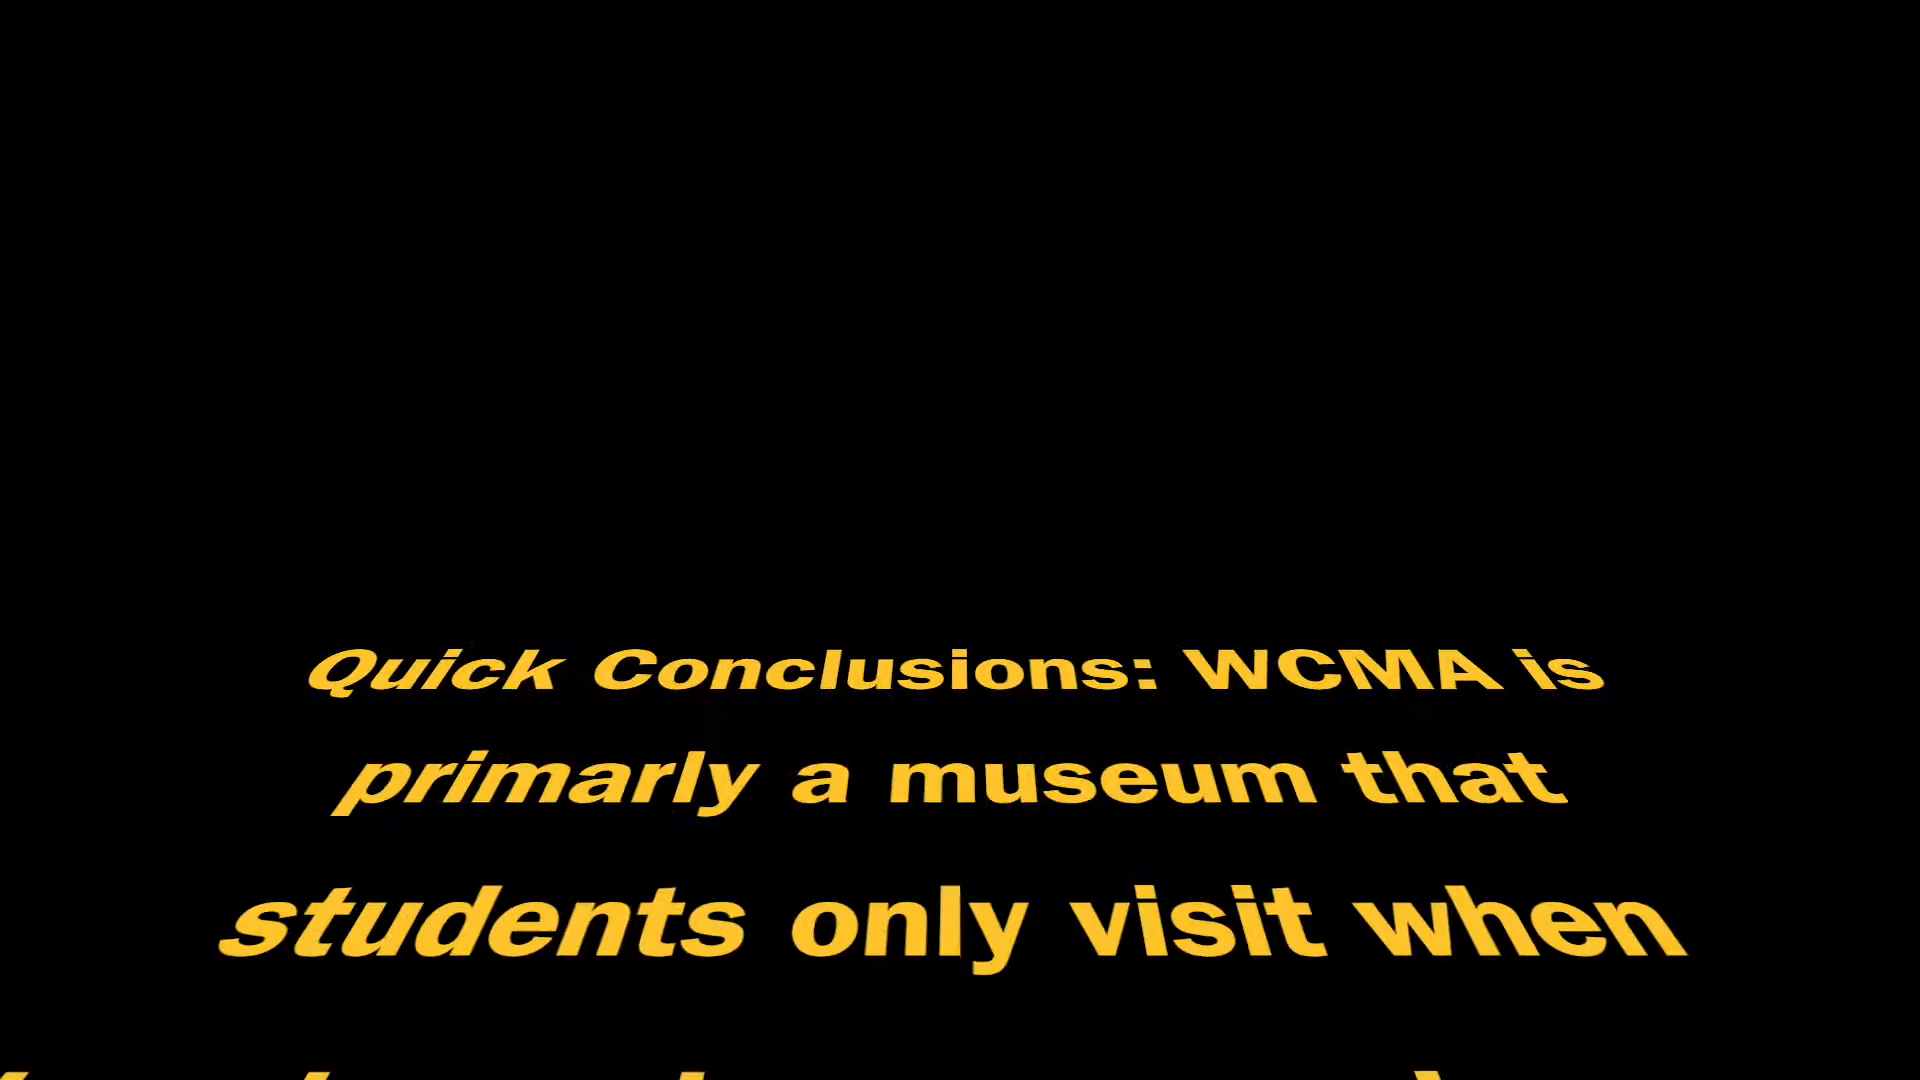 Quick Conclusions: WCMA is
primarly a museum that
students only visit when